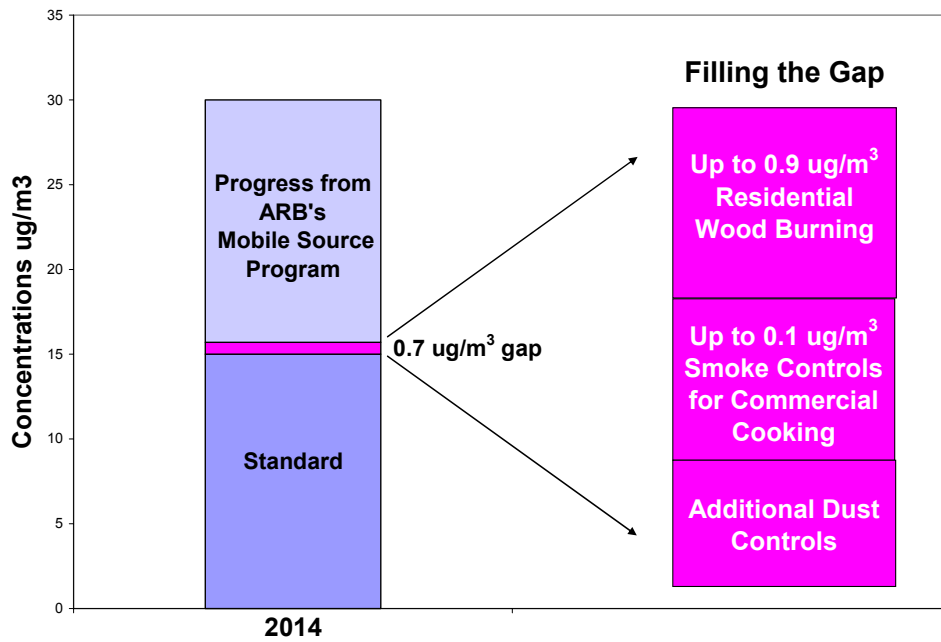 35
30
25
20
15
10
5
0
Concentrations ug/m3
Progress from
ARB's
Mobile Source
Program
0.7 ug/m³ gap
Standard
2014
Filling the Gap
Up to 0.9 ug/m³
Residential
Wood Burning
Up to 0.1 ug/m³
Smoke Controls
for Commercial
Cooking
Additional Dust
Controls